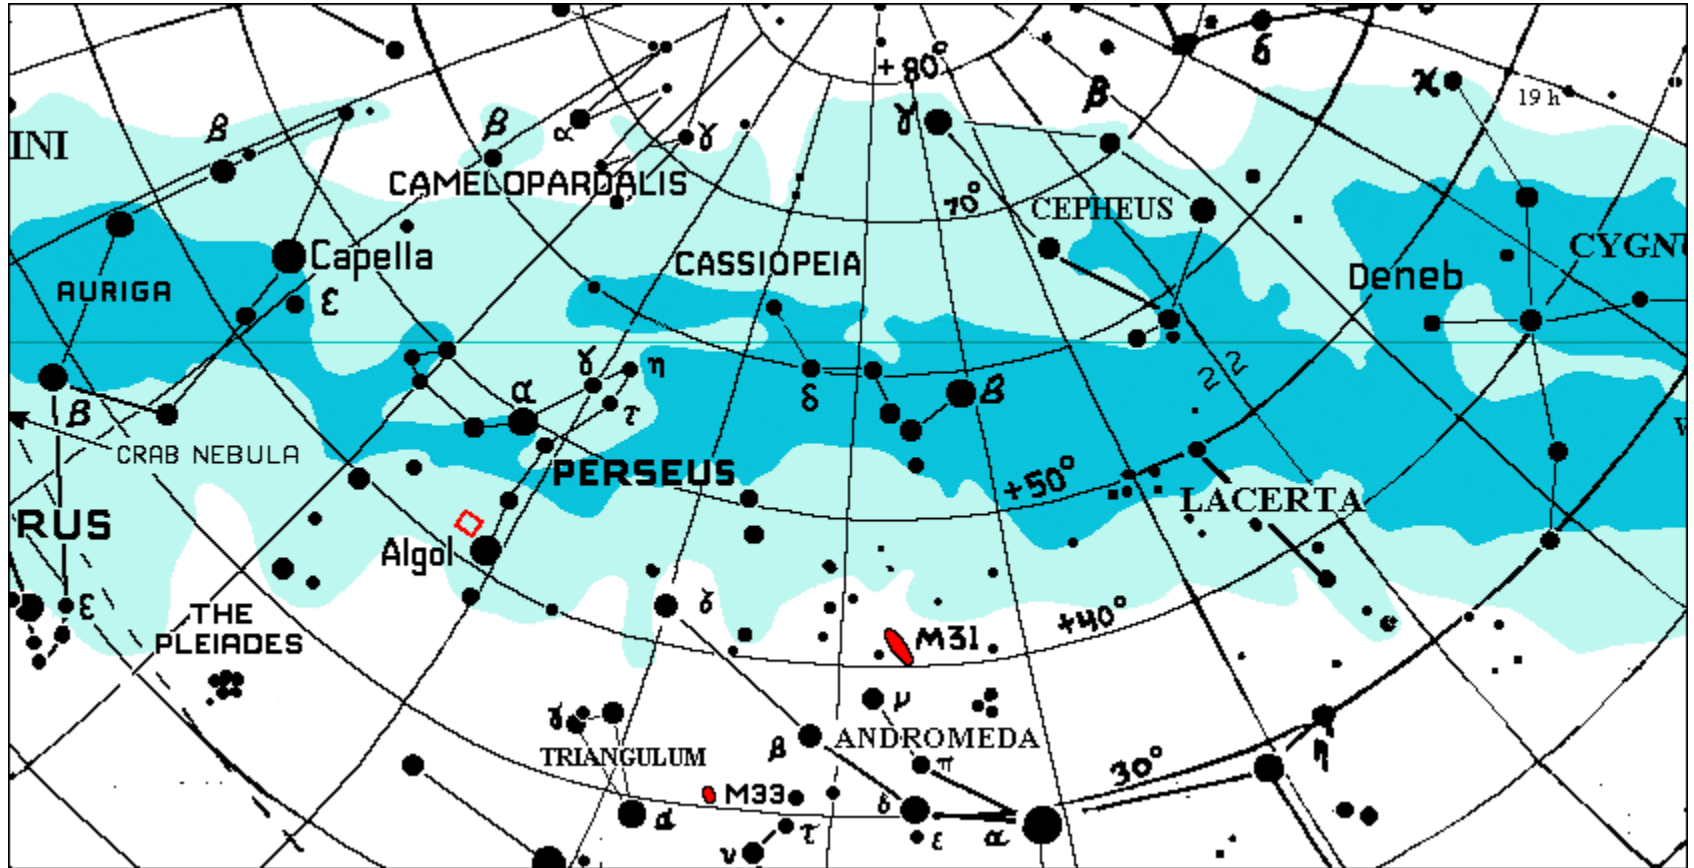 δ
+80°
β
γ
χ
19 h
β
β
α
γ
INI
CAMELOPARDALIS
70°
CEPHEUS
CYGNU
Capella
CASSIOPEIA
Deneb
AURIGA
ε
22
γ
η
α
δ
β
τ
β
CRAB NEBULA
PERSEUS
+50°
LACERTA
RUS
Algol
ε
THE
PLEIADES
γ
+40°
M31
μ
γ
β
ANDROMEDA
TRIANGULUM
π
30°
η
M33
δ
α
α
τ
ε
ν